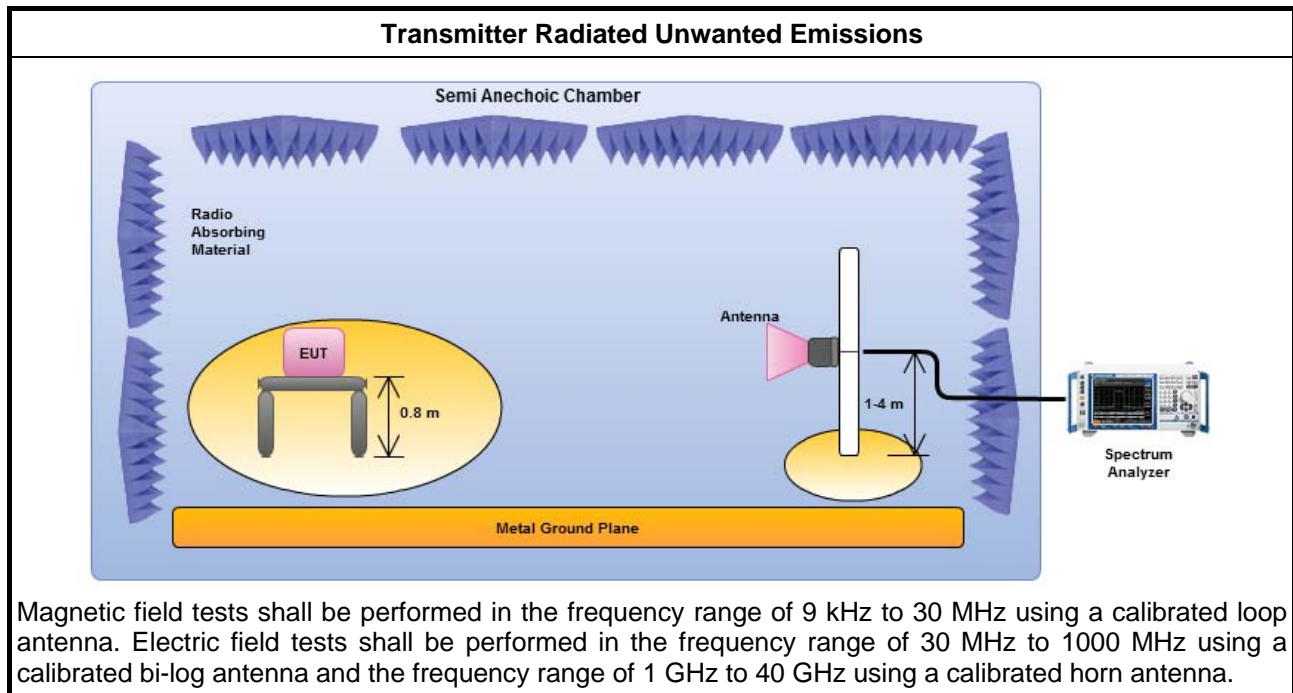 Transmitter Radiated Unwanted Emissions
Semi Anechoic Chamber
Radio
Absorbing
Material
Antenna
EUT
0.8 m
1-4 m
Spectrum
Analyzer
Metal Ground Plane
Magnetic field tests shall be performed in the frequency range of 9 kHz to 30 MHz using a calibrated loop
antenna. Electric field tests shall be performed in the frequency range of 30 MHz to 1000 MHz using a
calibrated bi-log antenna and the frequency range of 1 GHz to 40 GHz using a calibrated horn antenna.